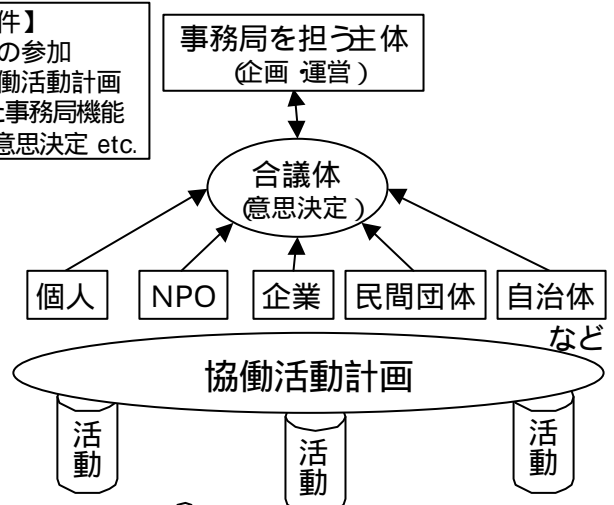 件】
の参加
働活動計画
事務局機能
意思決定 etc.
事務局を担う主体
(企画・運営)
合議体
(意思決定)
個人
NPO
企業
民間団体
自治体
など
協働活動計画
活動
活動
活動